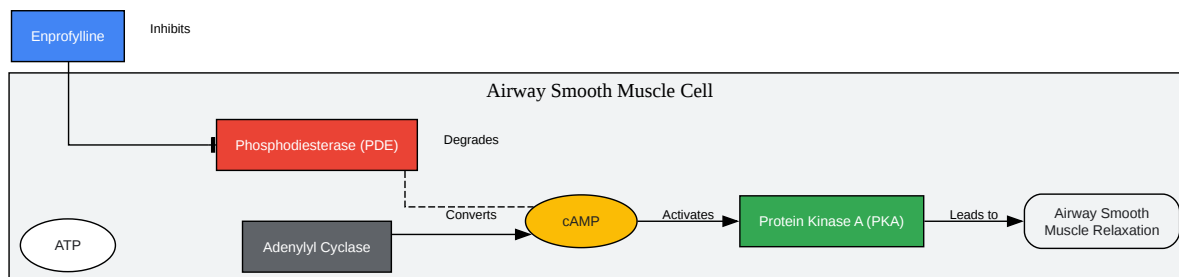 Enprofylline
Inhibits
Airway Smooth Muscle Cell
Phosphodiesterase (PDE)
Degrades
ATP
Adenylyl Cyclase
Converts
cAMP
Activates
Protein Kinase A (PKA)
Leads to
Airway Smooth
Muscle Relaxation